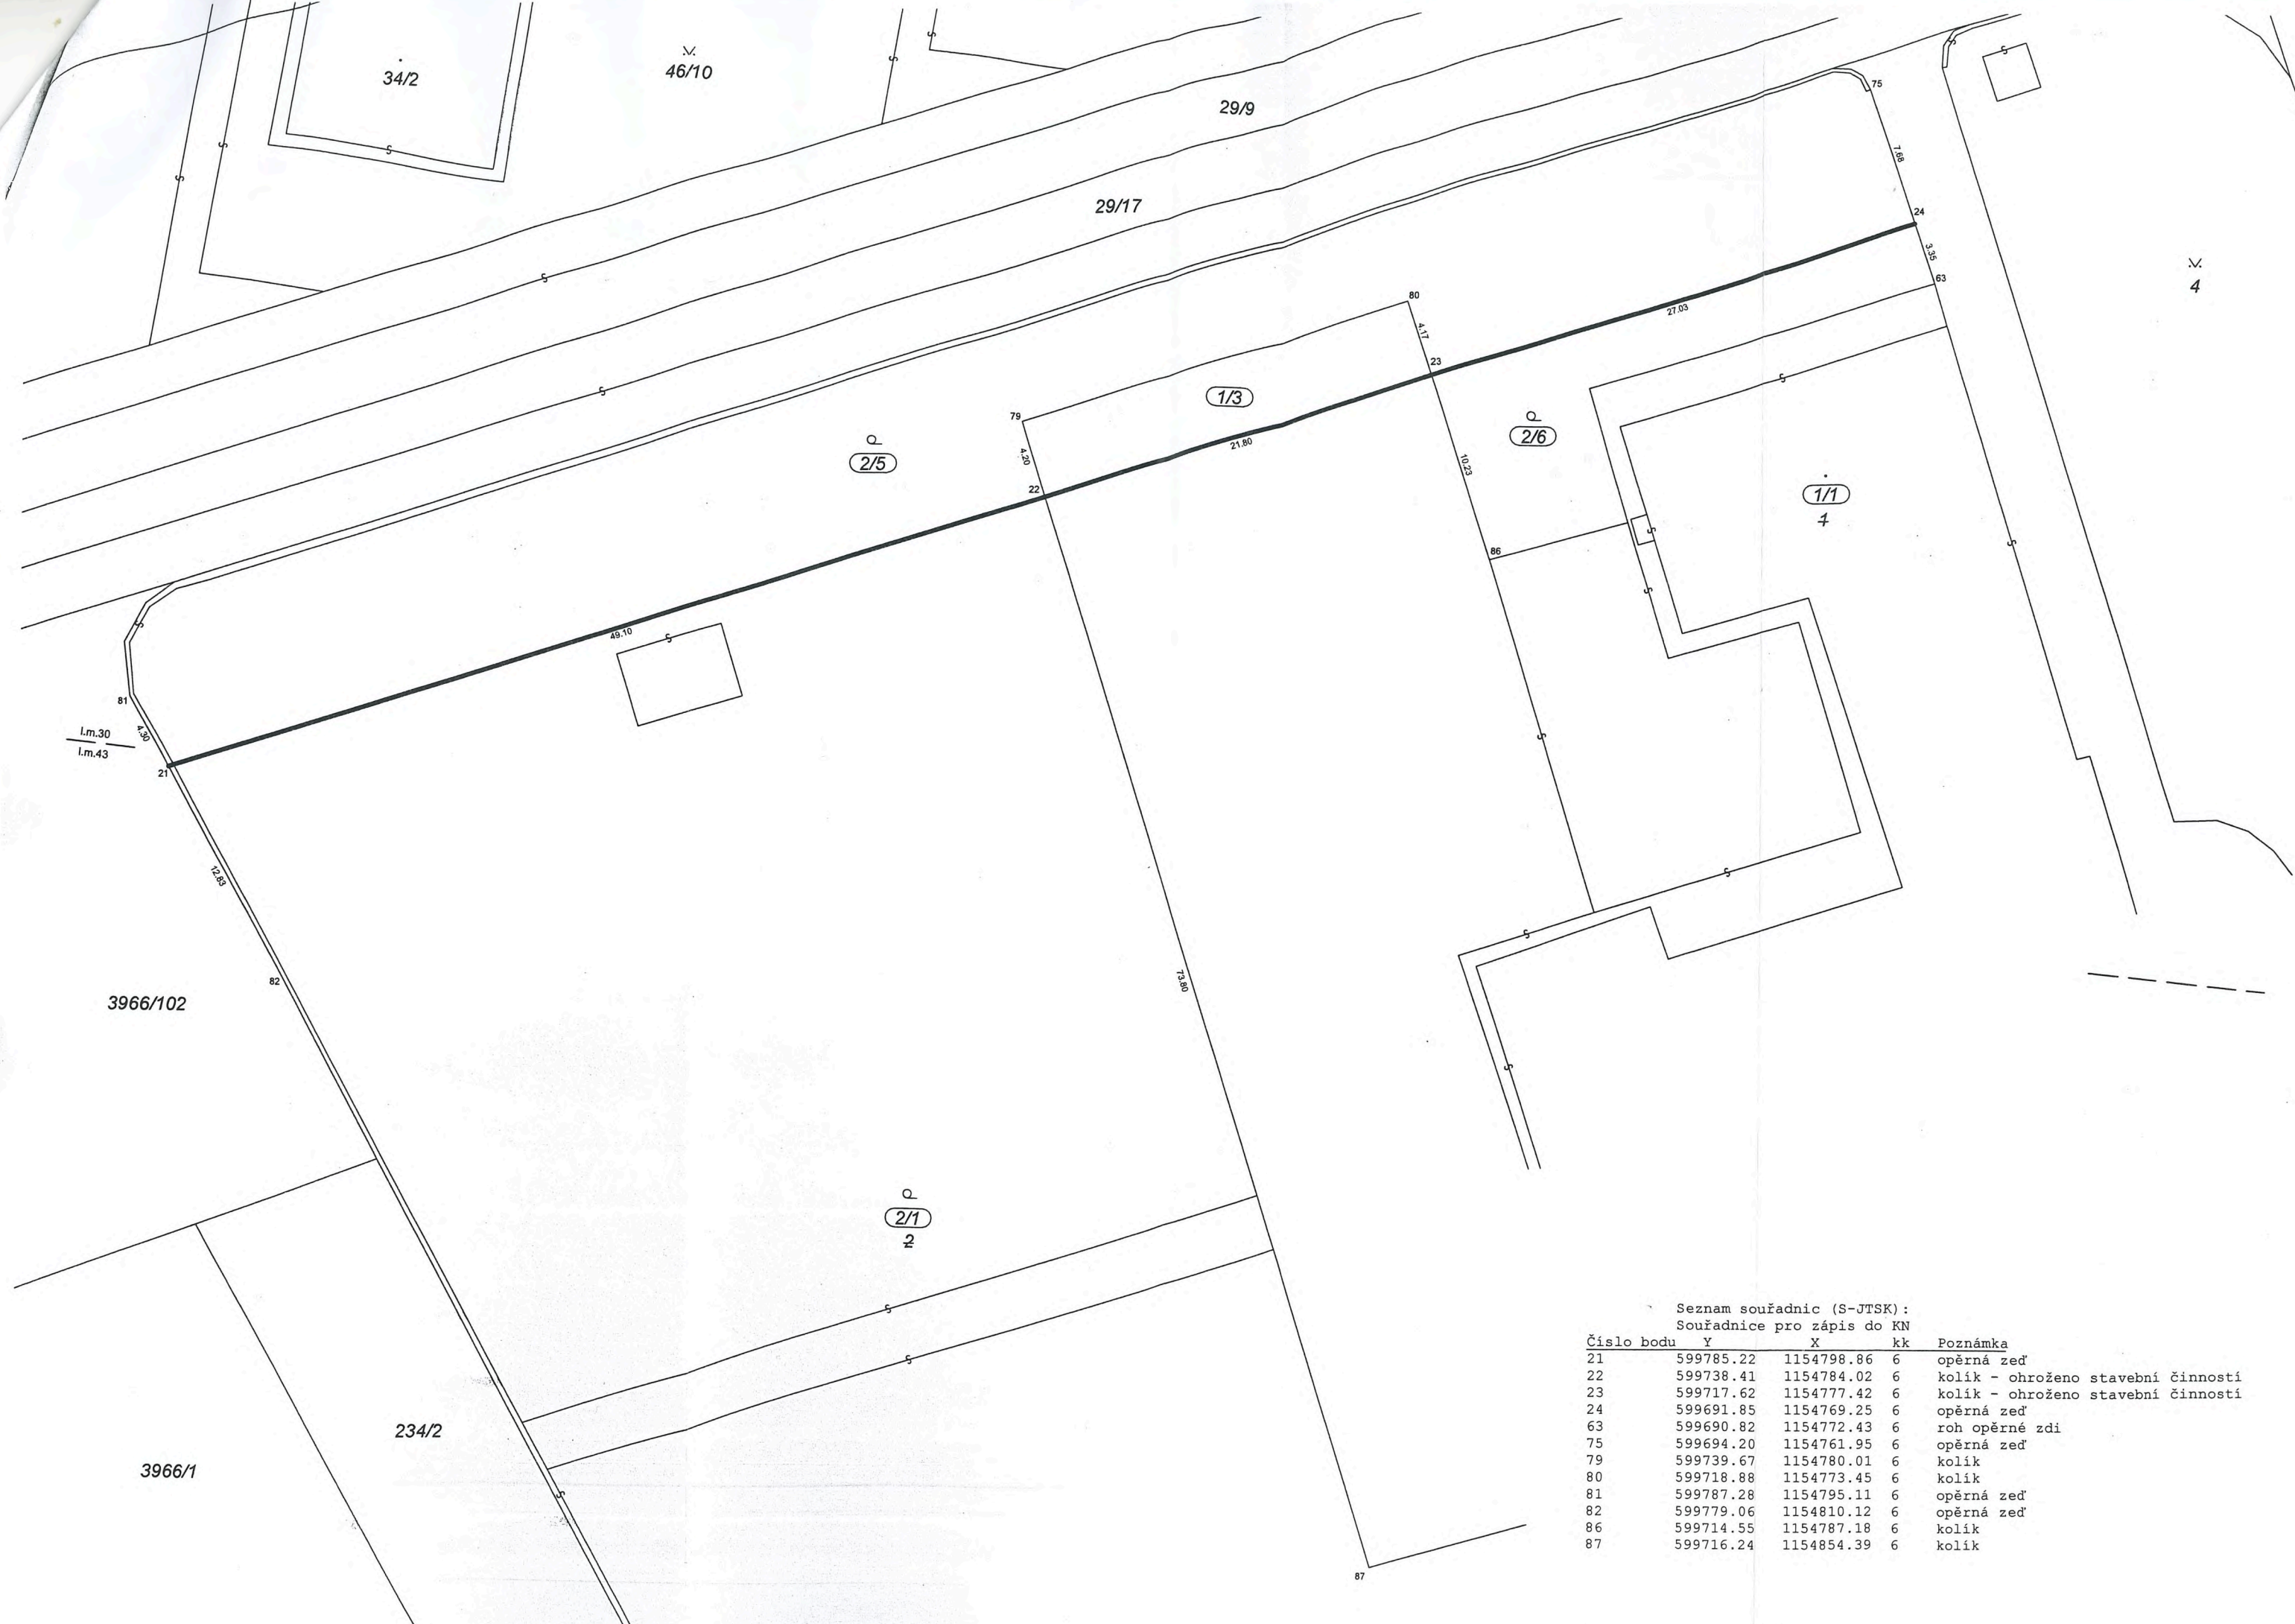 34/2
46/10
29/9
75
29/17
7.68
24
3.35
63
4
80
4.17
27.03
23
1/3
79
21.80
2/6
2/5
4.20
10.23
22
1/1
1
86
49.10
81
4.30
l.m.30
l.m.43
21
12.83
82
73.80
3966/102
2/1
2
234/2
3966/1
87
Seznam souřadnic (S-JTSK):
Souřadnice pro zápis do KN
Číslo bodu Y X kk Poznámka
21 599785.22 1154798.86 6 opěrná zeď
22 599738.41 1154784.02 6 kolík - ohroženo stavební činností
23 599717.62 1154777.42 6 kolík - ohroženo stavební činností
24 599691.85 1154769.25 6 opěrná zeď
63 599690.82 1154772.43 6 roh opěrné zdi
75 599694.20 1154761.95 6 opěrná zeď
79 599739.67 1154780.01 6 kolík
80 599718.88 1154773.45 6 kolík
81 599787.28 1154795.11 6 opěrná zeď
82 599779.06 1154810.12 6 opěrná zeď
86 599714.55 1154787.18 6 kolík
87 599716.24 1154854.39 6 kolík